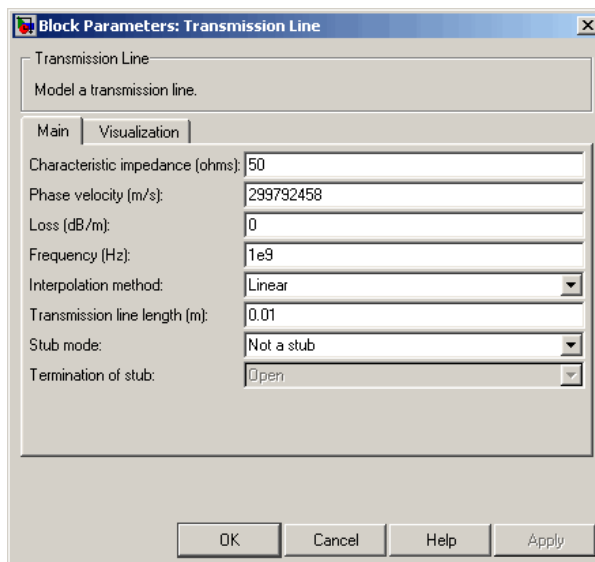 Block Parameters: Transmission Line
Transmission Line
Model a transmission line.
Main Visualization
Characteristic impedance (ohms): 50
Phase velocity (m/s): 299792458
Loss (dB/m): 0
Frequency (Hz): 1e9
Interpolation method: Linear
Transmission line length (m): 0.01
Stub mode: Not a stub
Termination of stub: Open
OK Cancel Help Apply